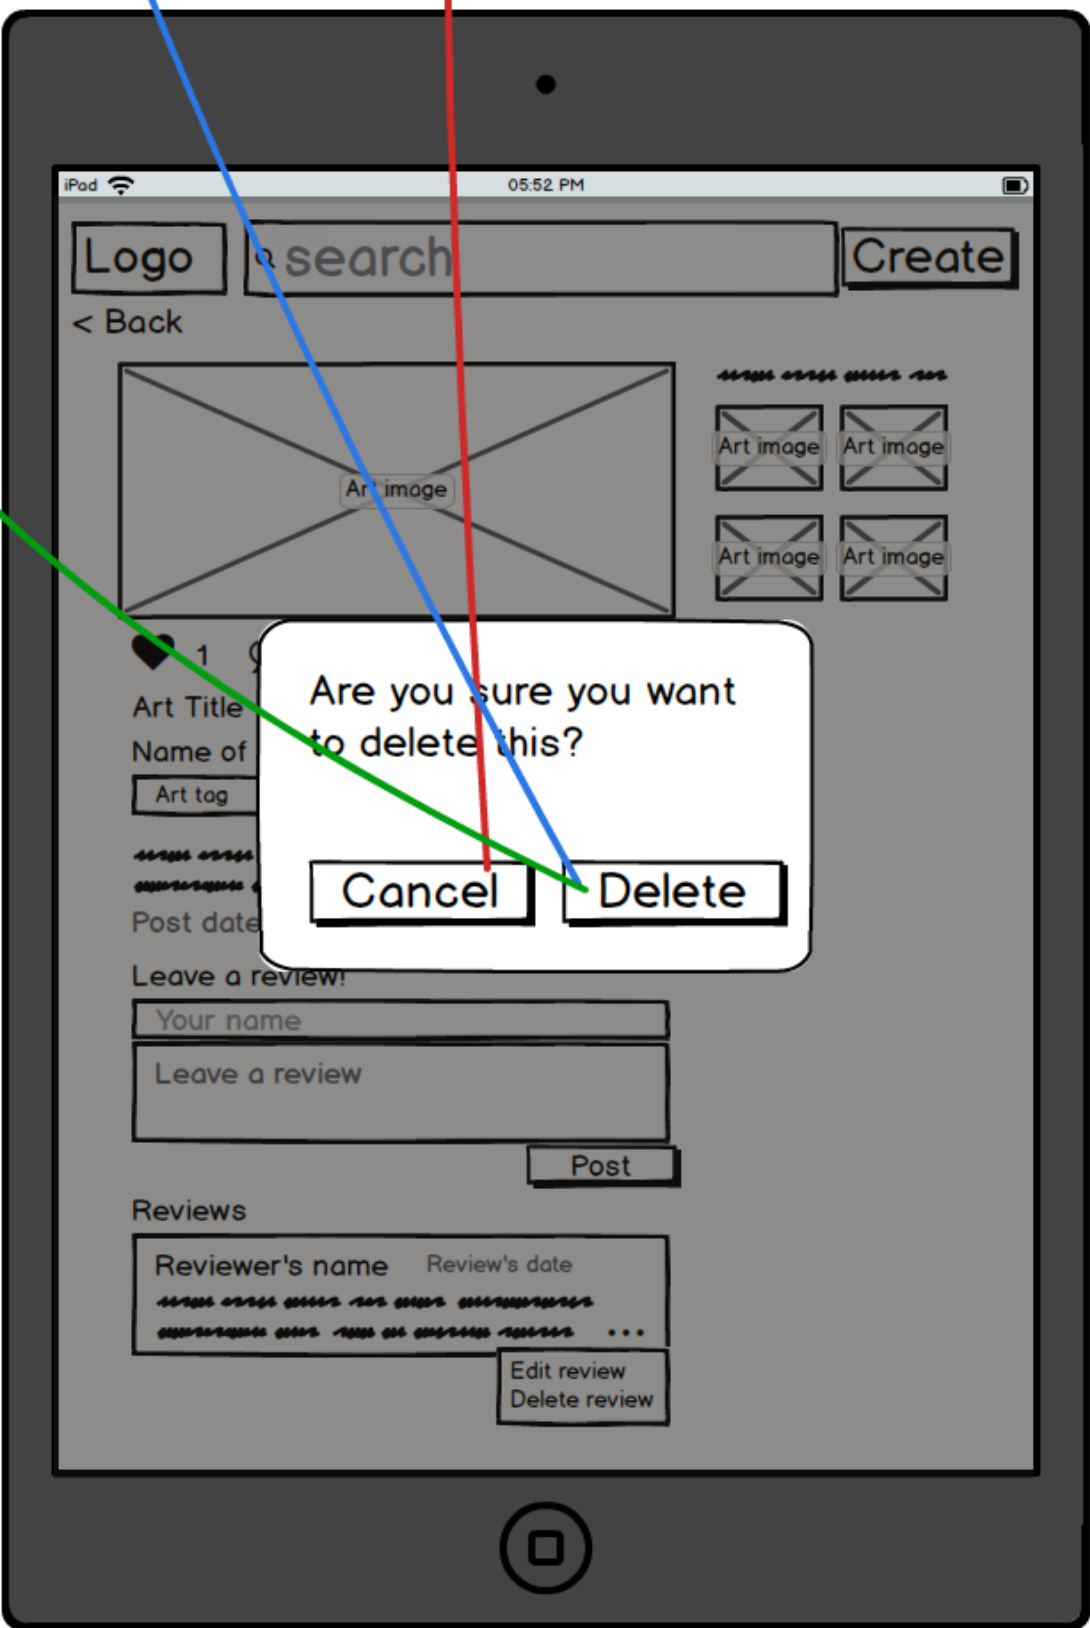 iPad 05:52 PM
Logo search Create
< Back
Art image
Art image Art image
Art image Art image
1
Art Title
Name of
Art tag
Post date
Are you sure you want
to delete this?
Cancel Delete
Leave a review!
Your name
Leave a review
Post
Reviews
Reviewer's name Review's date
...
Edit review
Delete review